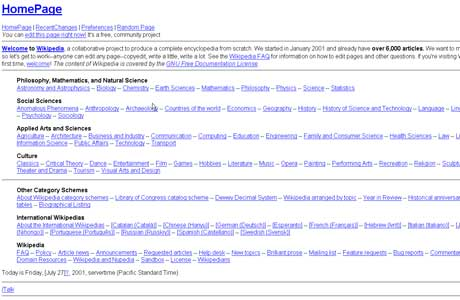 HomePage
HomePage | RecentChanges | Preferences | Random Page
You can edit this page right now! It's a free, community project
Welcome to Wikipedia, a collaborative project to produce a complete encyclopedia from scratch. We started in January 2001 and already have over 6,000 articles. We want to m
so let's get to work--anyone can edit any page--copyedit, write a little, write a lot. See the Wikipedia FAQ for information on how to edit pages and other questions. If you're visiting W
first time, welcome! The content of Wikipedia is covered by the GNU Free Documentation License
Philosophy, Mathematics, and Natural Science
Astronomy and Astrophysics -- Biology -- Chemistry -- Earth Sciences -- Mathematics -- Philosophy -- Physics -- Science -- Statistics
Social Sciences
Anomalous Phenomena -- Anthropology -- Archaeology -- Countries of the world -- Economics -- Geography -- History -- History of Science and Technology -- Language -- Lin
-- Psychology -- Sociology
Applied Arts and Sciences
Agriculture -- Architecture -- Business and Industry -- Communication -- Computing -- Education -- Engineering -- Family and Consumer Science -- Health Sciences -- Law -- L
Information Science -- Public Affairs -- Technology -- Transport
Culture
Classics -- Critical Theory -- Dance -- Entertainment -- Film -- Games -- Hobbies -- Literature -- Music -- Opera -- Painting -- Performing Arts -- Recreation -- Religion -- Sculptu
Theater and Drama -- Tourism -- Visual Arts and Design
Other Category Schemes
About Wikipedia category schemes -- Library of Congress catalog scheme -- Dewey Decimal System -- Wikipedia arranged by topic -- Year in Review -- Historical anniversa
tables -- Biographical Listing
International Wikipedias
About the International Wikipedias -- [Catalan (Català)] -- [Chinese (Hanyu)] -- [German (Deutsch)] -- [Esperanto] -- [French (Français)] -- [Hebrew (Ivrit)] -- [Italian (Italiano)] -- [J
(Nihongo)] -- [Portuguese (Português)] -- [Russian (Russkiy)] -- [Spanish (Castellano)] -- [Swedish (Svensk)]
Wikipedia
FAQ -- Policy -- Article news -- Announcements -- Requested articles -- Help desk -- New topics -- Brilliant prose -- Mailing list -- Feature requests -- Bug reports -- Commentar
Domain Resources -- Wikipedia and Nupedia -- Sandbox -- License -- Wikipedians
Today is Friday, [July 27]?, 2001, servertime (Pacific Standard Time)
/Talk